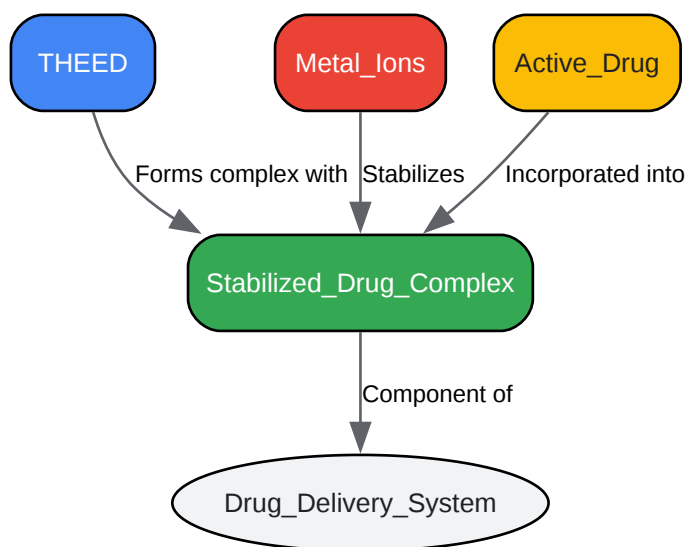 THEED
Metal_Ions
Active_Drug
Forms complex with
Stabilizes
Incorporated into
Stabilized_Drug_Complex
Component of
Drug_Delivery_System